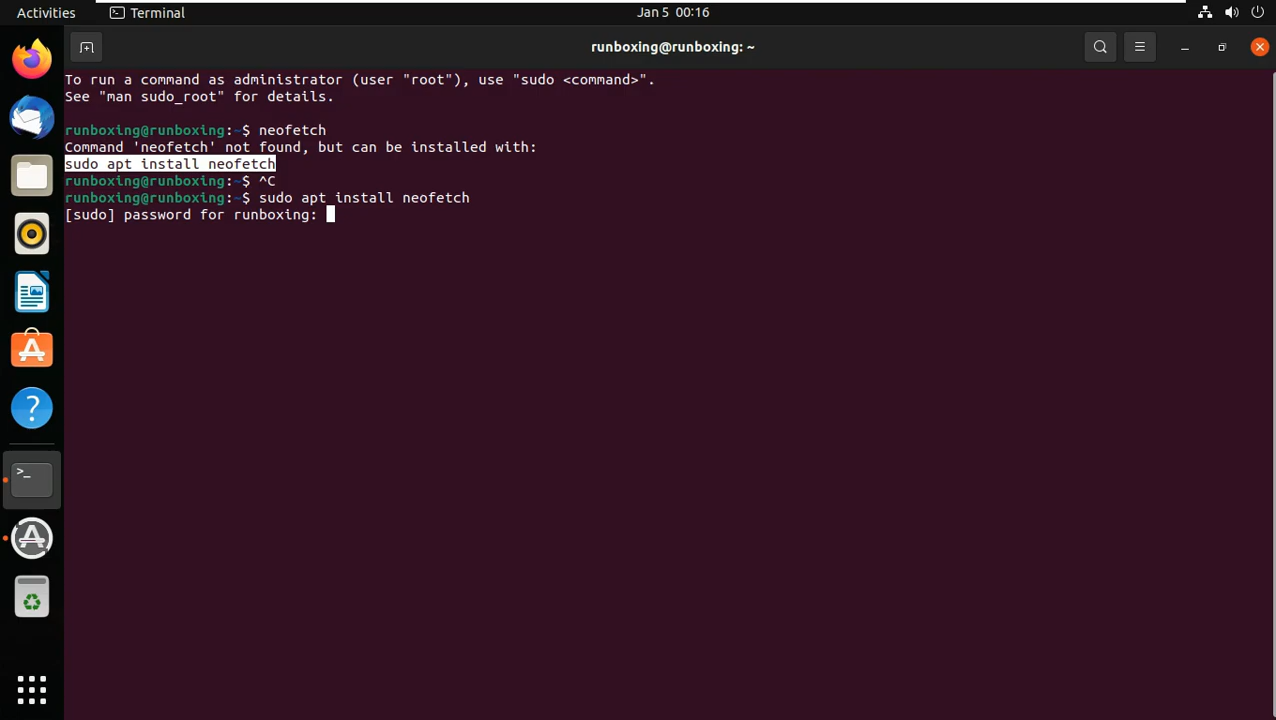 Activities
Terminal
Jan 5 00:16
runboxing@runboxing: ~
To run a command as administrator (user "root"), use "sudo <command>".
See "man sudo_root" for details.
runboxing@runboxing:~$ neofetch
Command 'neofetch' not found, but can be installed with:
sudo apt install neofetch
runboxing@runboxing:~$ ^C
runboxing@runboxing:~$ sudo apt install neofetch
[sudo] password for runboxing: